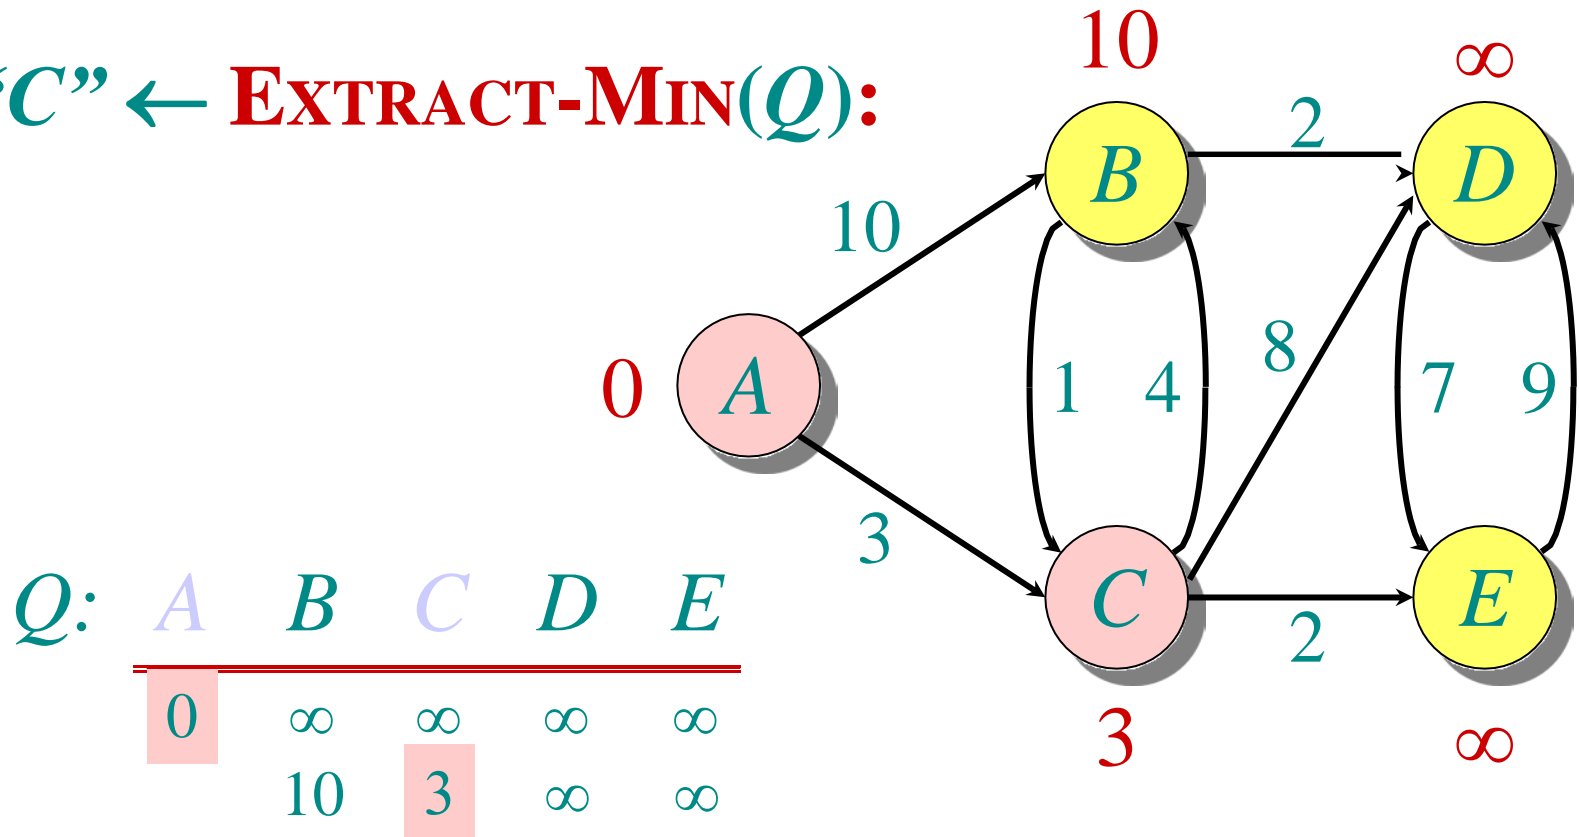 “C” ← EXTRACT-MIN(Q):
10
∞
2
B
D
10
8
0
A
1
4
7
9
3
C
E
2
3
∞
Q: A B C D E
0 ∞ ∞ ∞ ∞
10 3 ∞ ∞